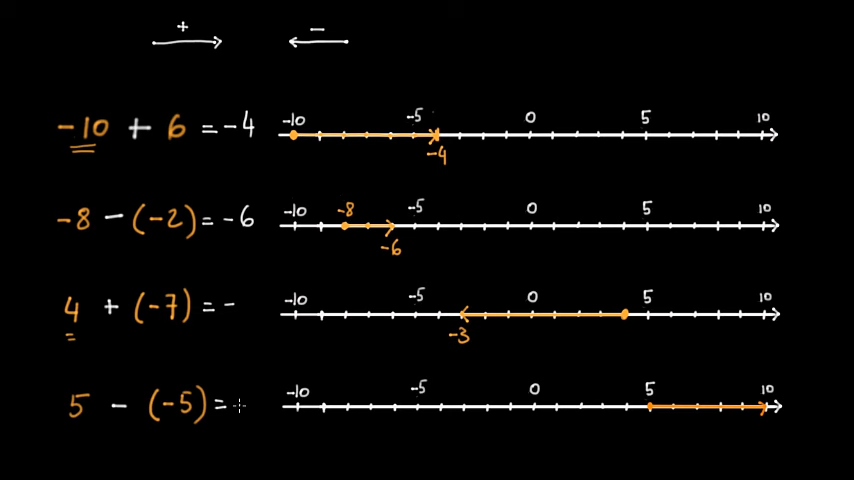 + −
-10 + 6 = -4 -10 -5 0 5 10
-4
-8 - (-2) = -6 -10 -8 -5 0 5 10
-6
4 + (-7) = - -10 -5 0 5 10
-3
5 - (-5) = -10 -5 0 5 10